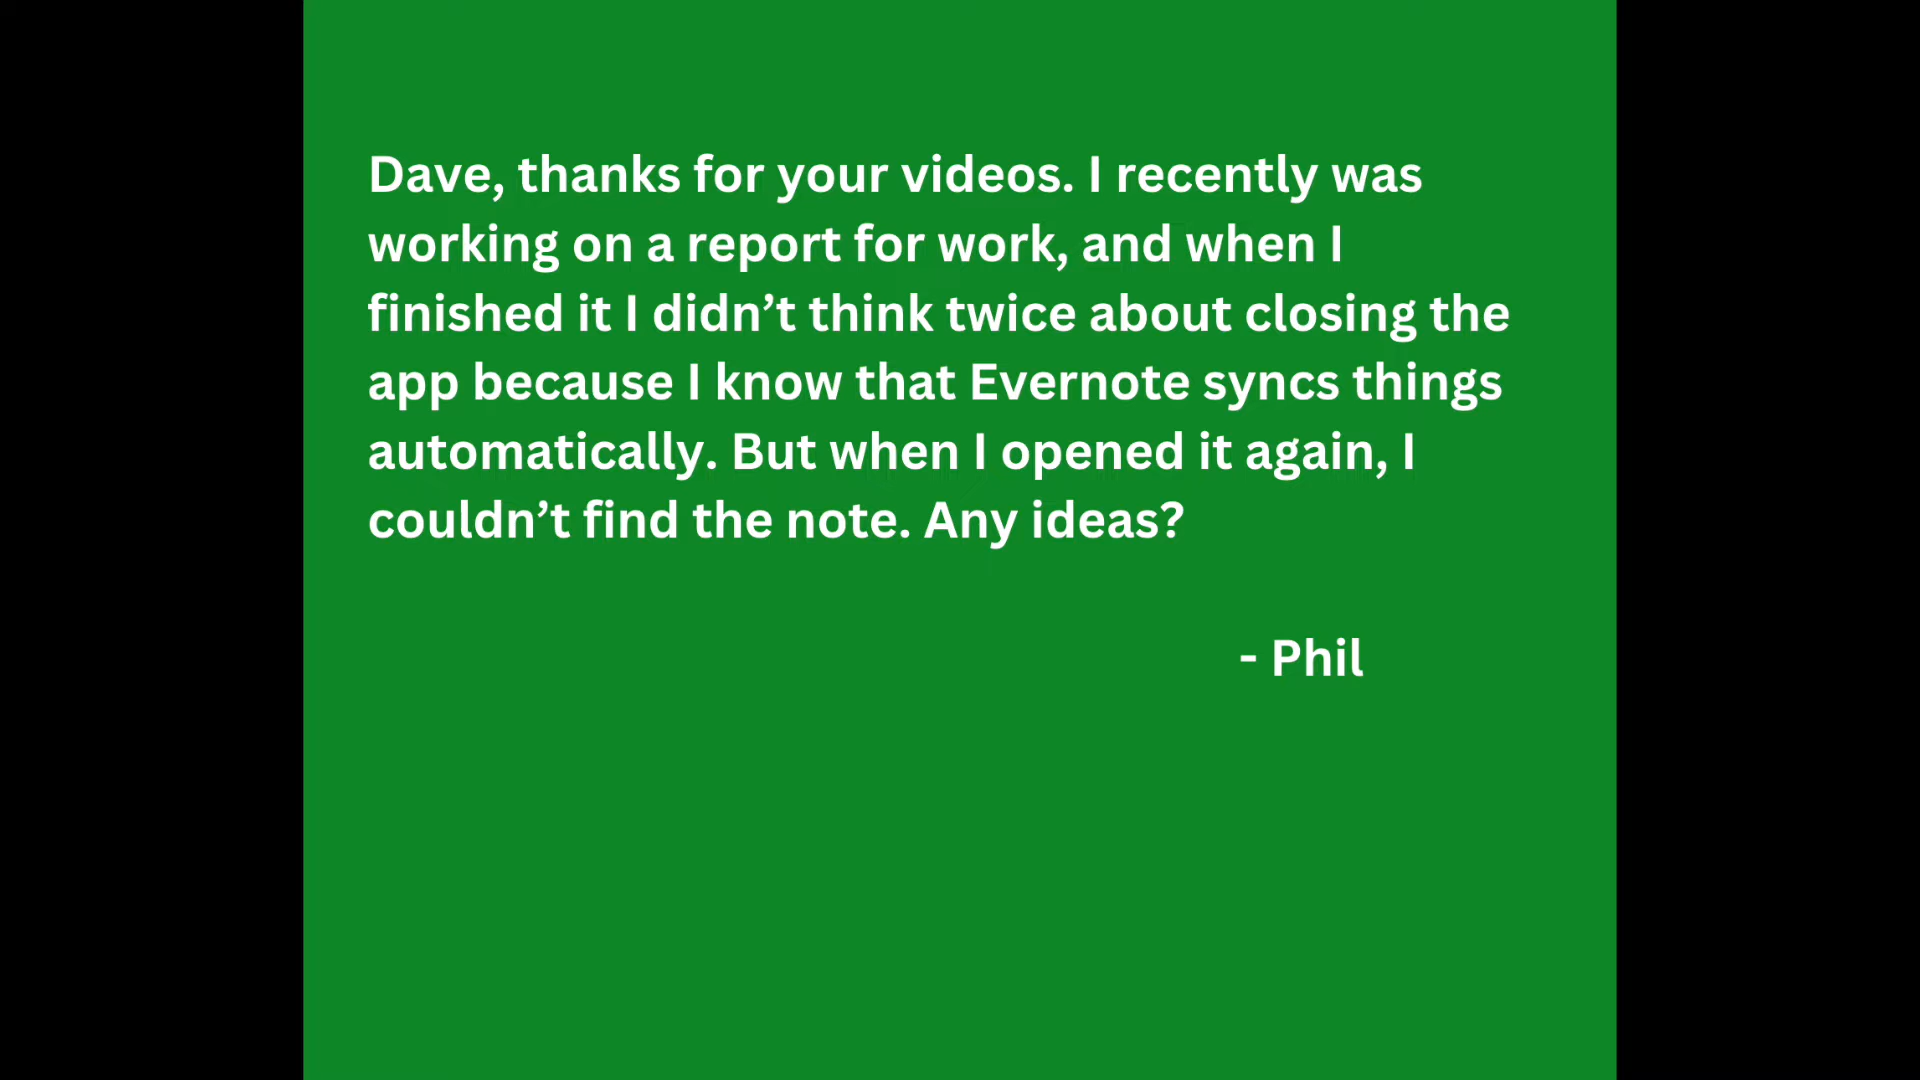 Dave, thanks for your videos. I recently was
working on a report for work, and when I
finished it I didn’t think twice about closing the
app because I know that Evernote syncs things
automatically. But when I opened it again, I
couldn’t find the note. Any ideas?
- Phil